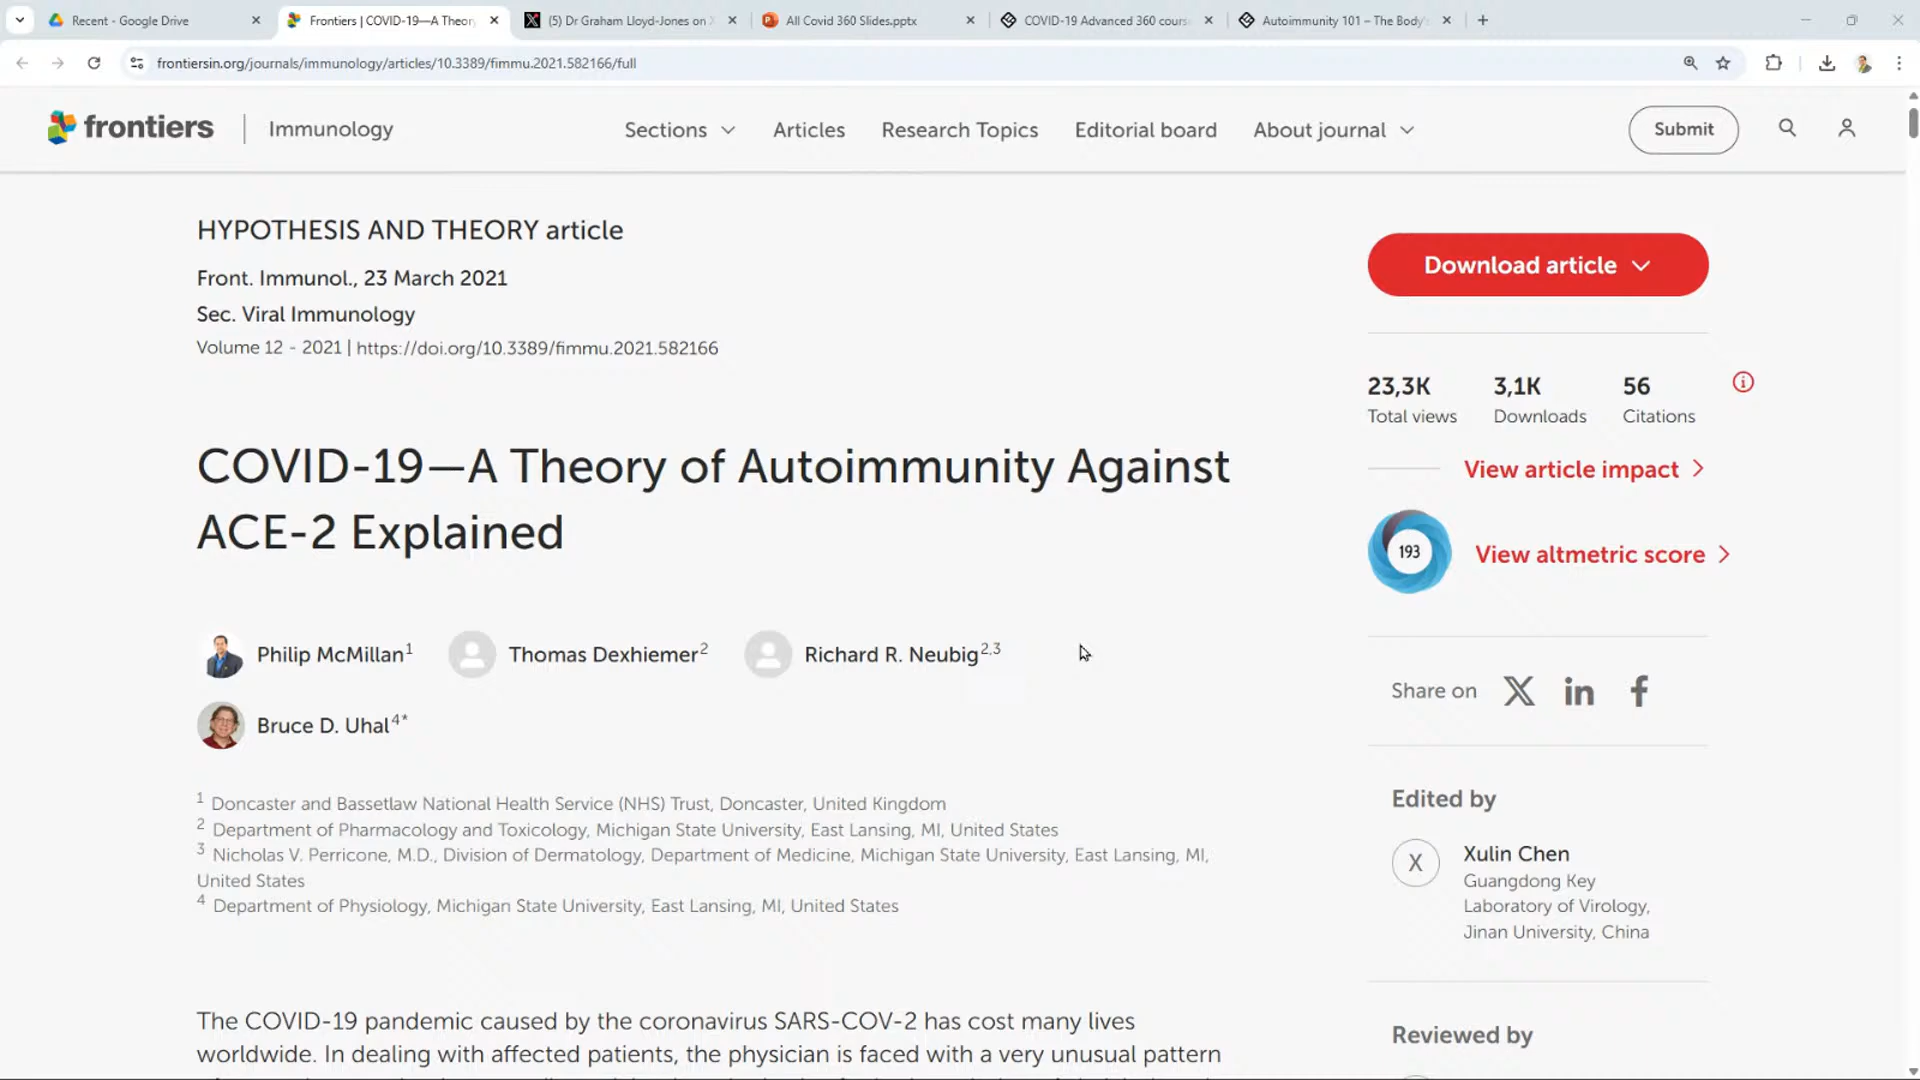 Recent - Google Drive
Frontiers | COVID-19—A Theory
(5) Dr Graham Lloyd-Jones on X
All Covid 360 Slides.pptx
COVID-19 Advanced 360 cours
Autoimmunity 101 – The Body's
frontiersin.org/journals/immunology/articles/10.3389/fimmu.2021.582166/full
frontiers
Immunology
Sections
Articles
Research Topics
Editorial board
About journal
Submit
HYPOTHESIS AND THEORY article
Front. Immunol., 23 March 2021
Sec. Viral Immunology
Volume 12 - 2021 | https://doi.org/10.3389/fimmu.2021.582166
COVID-19—A Theory of Autoimmunity Against
ACE-2 Explained
Philip McMillan1
Thomas Dexhiemer2
Richard R. Neubig2,3
Bruce D. Uhal4*
1 Doncaster and Bassetlaw National Health Service (NHS) Trust, Doncaster, United Kingdom
2 Department of Pharmacology and Toxicology, Michigan State University, East Lansing, MI, United States
3 Nicholas V. Perricone, M.D., Division of Dermatology, Department of Medicine, Michigan State University, East Lansing, MI,
United States
4 Department of Physiology, Michigan State University, East Lansing, MI, United States
The COVID-19 pandemic caused by the coronavirus SARS-COV-2 has cost many lives
worldwide. In dealing with affected patients, the physician is faced with a very unusual pattern
Download article
23,3K
Total views
3,1K
Downloads
56
Citations
View article impact
193
View altmetric score
Share on
Edited by
X
Xulin Chen
Guangdong Key
Laboratory of Virology,
Jinan University, China
Reviewed by